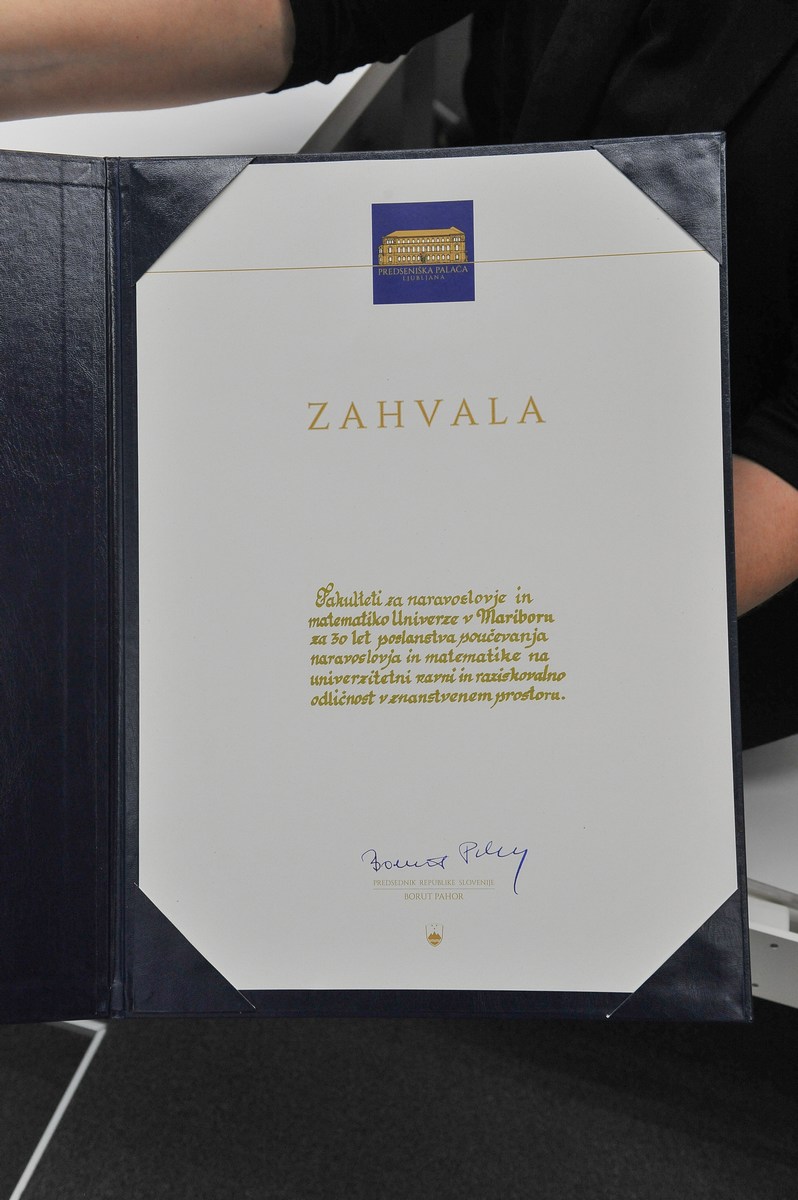 PREDSEDNIŠKA PALAČA
LJUBLJANA
ZAHVALA
Fakulteti za naravoslovje in
matematiko Univerze v Mariboru
za 30 let poslanstva poučevanja
naravoslovja in matematike na
univerzitetni ravni in raziskovalno
odličnost v znanstvenem prostoru.
PREDSEDNIK REPUBLIKE SLOVENIJE
BORUT PAHOR